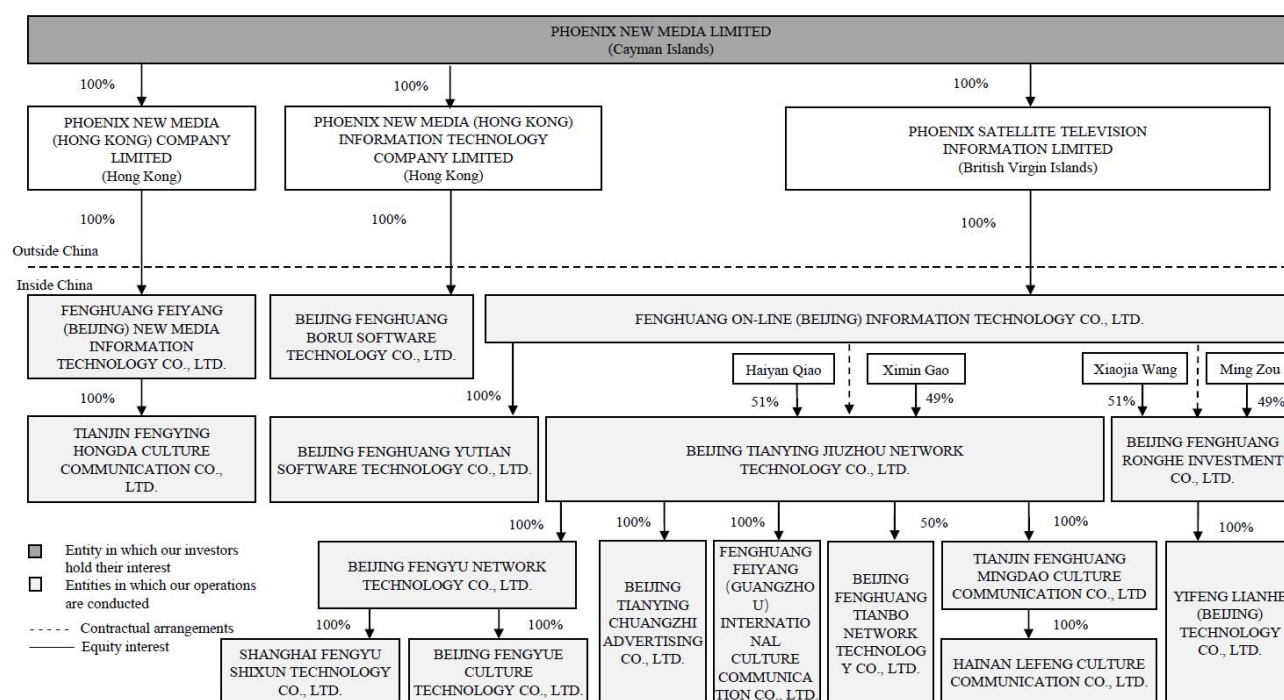 PHOENIX NEW MEDIA LIMITED
(Cayman Islands)
100%
100%
100%
PHOENIX NEW MEDIA
(HONG KONG) COMPANY
LIMITED
(Hong Kong)
PHOENIX NEW MEDIA (HONG KONG)
INFORMATION TECHNOLOGY
COMPANY LIMITED
(Hong Kong)
PHOENIX SATELLITE TELEVISION
INFORMATION LIMITED
(British Virgin Islands)
100%
100%
100%
Outside China
Inside China
FENGHUANG FEIYANG
(BEIJING) NEW MEDIA
INFORMATION
TECHNOLOGY CO., LTD.
BEIJING FENGHUANG
BORUI SOFTWARE
TECHNOLOGY CO., LTD.
FENGHUANG ON-LINE (BEIJING) INFORMATION TECHNOLOGY CO., LTD.
Haiyan Qiao
Ximin Gao
Xiaojia Wang
Ming Zou
100%
100%
51%
49%
51%
49%
TIANJIN FENGYING
HONGDA CULTURE
COMMUNICATION CO.,
LTD.
BEIJING FENGHUANG YUTIAN
SOFTWARE TECHNOLOGY CO., LTD.
BEIJING TIANYING JIUZHOU NETWORK
TECHNOLOGY CO., LTD.
BEIJING FENGHUANG
RONGHE INVESTMENT
CO., LTD.
100%
100%
100%
50%
100%
100%
Entity in which our investors
hold their interest
Entities in which our operations
are conducted
Contractual arrangements
Equity interest
BEIJING FENGYU NETWORK
TECHNOLOGY CO., LTD.
BEIJING
TIANYING
CHUANGZHI
ADVERTISING
CO., LTD.
FENGHUANG
FEIYANG
(GUANGZHO
U)
INTERNATIO
NAL
CULTURE
COMMUNICA
TION CO., LTD.
BEIJING
FENGHUANG
TIANBO
NETWORK
TECHNOLOG
Y CO., LTD.
TIANJIN FENGHUANG
MINGDAO CULTURE
COMMUNICATION CO., LTD
YIFENG LIANHE
(BEIJING)
TECHNOLOGY
CO., LTD.
100%
100%
100%
SHANGHAI FENGYU
SHIXUN TECHNOLOGY
CO., LTD.
BEIJING FENGYUE
CULTURE
TECHNOLOGY CO., LTD.
HAINAN LEFENG CULTURE
COMMUNICATION CO., LTD.